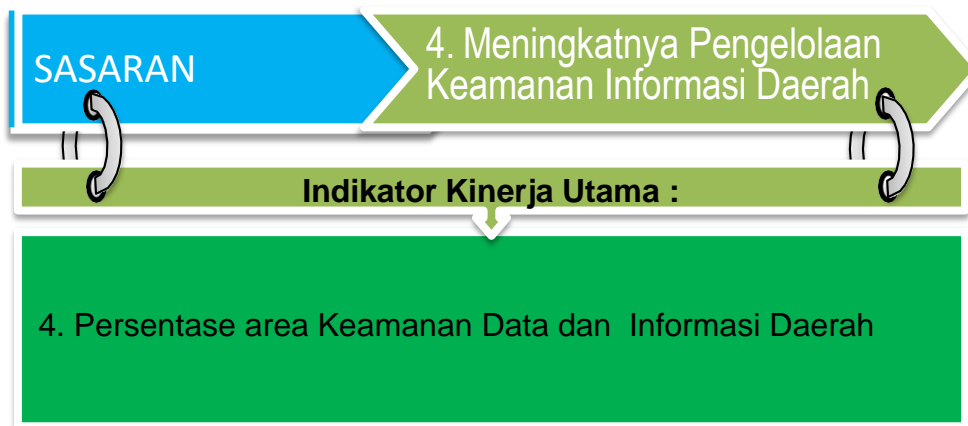 SASARAN
4. Meningkatnya Pengelolaan
Keamanan Informasi Daerah
Indikator Kinerja Utama :
4. Persentase area Keamanan Data dan Informasi Daerah